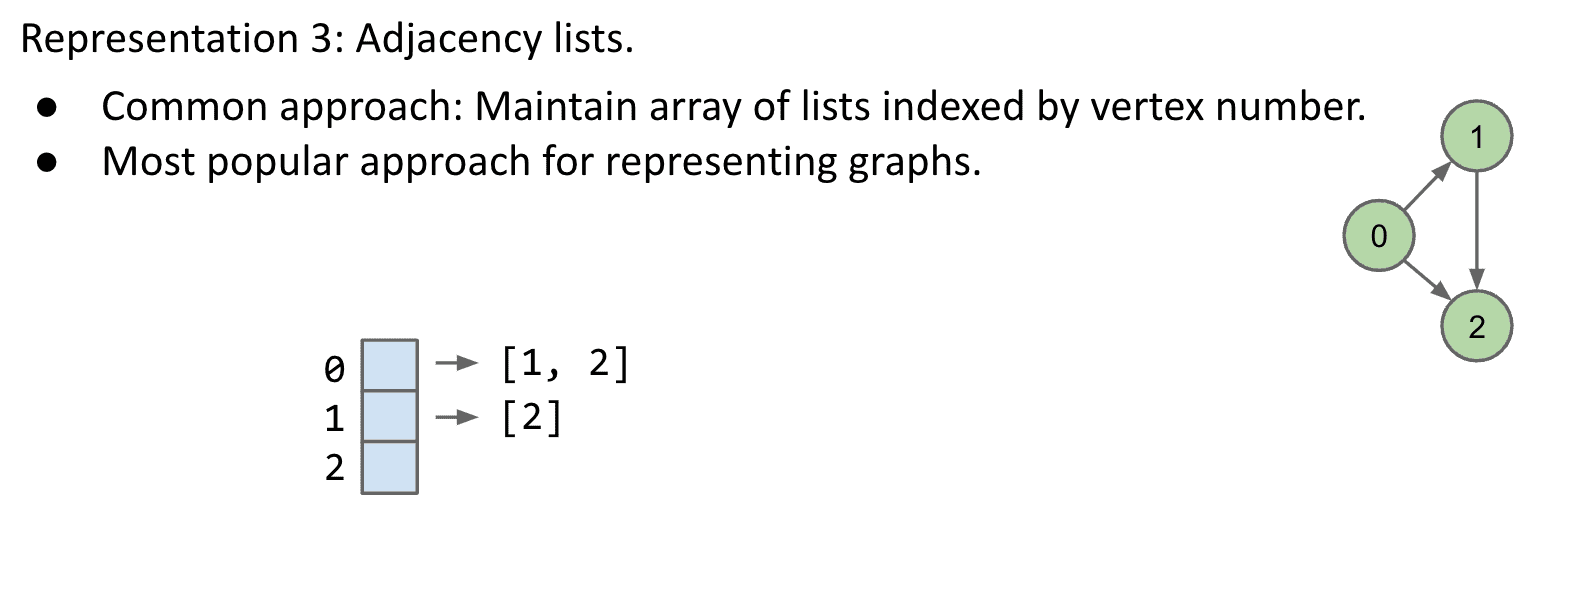 Representation 3: Adjacency lists.
● Common approach: Maintain array of lists indexed by vertex number.
● Most popular approach for representing graphs.
1
0
2
0 [1, 2]
1 [2]
2